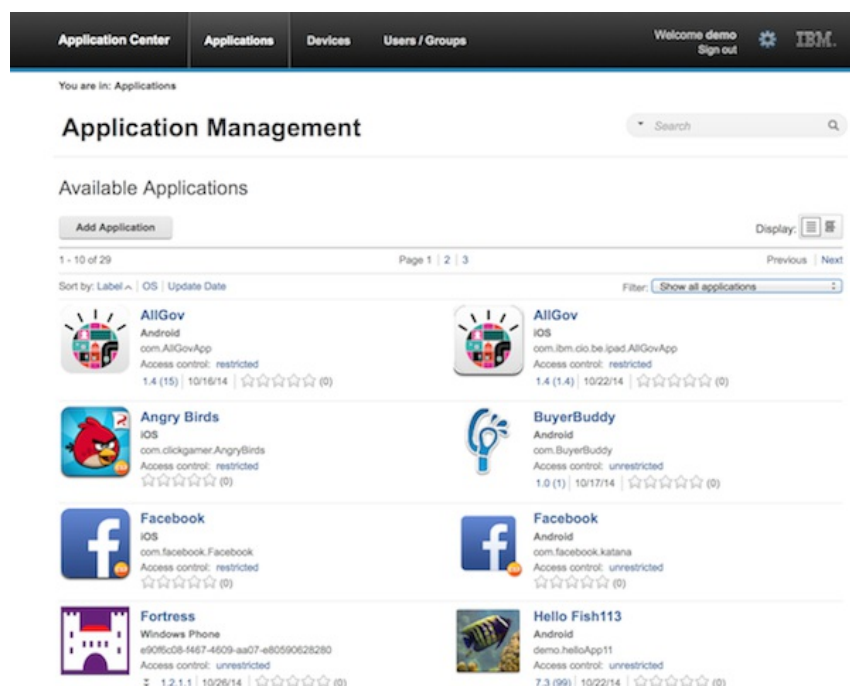 Application Center Applications Devices Users / Groups Welcome demo
Sign out
IBM.
You are in: Applications
Application Management
Search
Available Applications
Add Application
Display:
1 - 10 of 29 Page 1 | 2 | 3 Previous | Next
Sort by: Label | OS | Update Date Filter: Show all applications
AllGov
Android
com.AllGovApp
Access control: restricted
1.4 (15) | 10/16/14 | (0)
AllGov
iOS
com.ibm.cio.be.ipad.AllGovApp
Access control: restricted
1.4 (1.4) | 10/22/14 | (0)
Angry Birds
iOS
com.clickgamer.AngryBirds
Access control: restricted
(0)
BuyerBuddy
Android
com.BuyerBuddy
Access control: unrestricted
1.0 (1) | 10/17/14 | (0)
Facebook
iOS
com.facebook.Facebook
Access control: restricted
(0)
Facebook
Android
com.facebook.katana
Access control: unrestricted
(0)
Fortress
Windows Phone
e90f6c08-f467-4609-aa07-e80590628280
Access control: unrestricted
1.2.1.1 | 10/26/14 | (0)
Hello Fish113
Android
demo.helloApp11
Access control: unrestricted
7.3 (99) | 10/22/14 | (0)